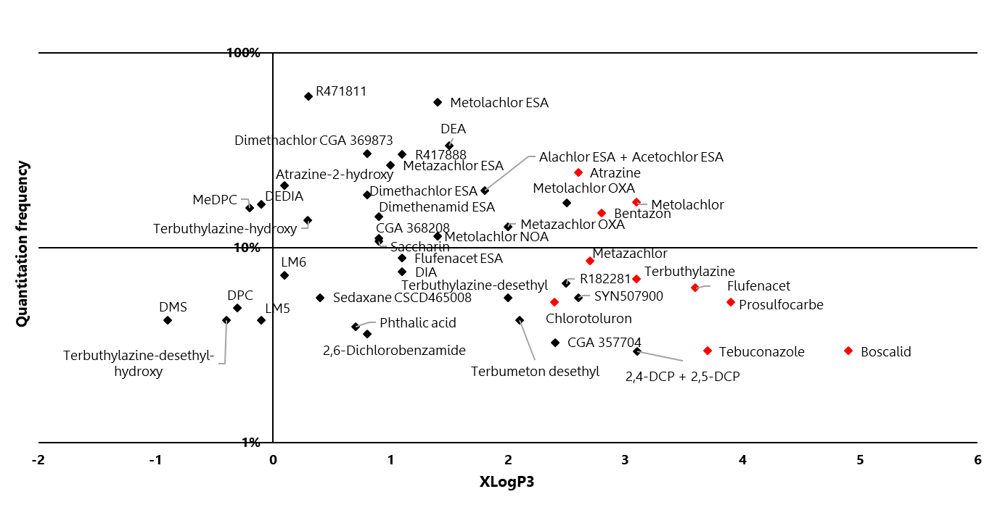 100%
R471811
Metolachlor ESA
DEA
Dimethachlor CGA 369873
R417888
Alachlor ESA + Acetochlor ESA
Metazachlor ESA
Atrazine-2-hydroxy
Atrazine
Dimethachlor ESA
Metolachlor OXA
MeDPC
DEDIA
Dimethenamid ESA
Metolachlor
Bentazon
Terbuthylazine-hydroxy
CGA 368208
Metazachlor OXA
Metolachlor NOA
10%
Saccharin
Metazachlor
Flufenacet ESA
LM6
DIA
Terbuthylazine
R182281
Terbuthylazine-desethyl
Flufenacet
DPC
Sedaxane CSCD465008
SYN507900
Prosulfocarbe
DMS
LM5
Chlorotoluron
Phthalic acid
CGA 357704
2,6-Dichlorobenzamide
Tebuconazole
Boscalid
Terbuthylazine-desethyl-
hydroxy
Terbumeton desethyl
2,4-DCP + 2,5-DCP
1%
-2 -1 0 1 2 3 4 5 6
XLogP3
Quantitation frequency